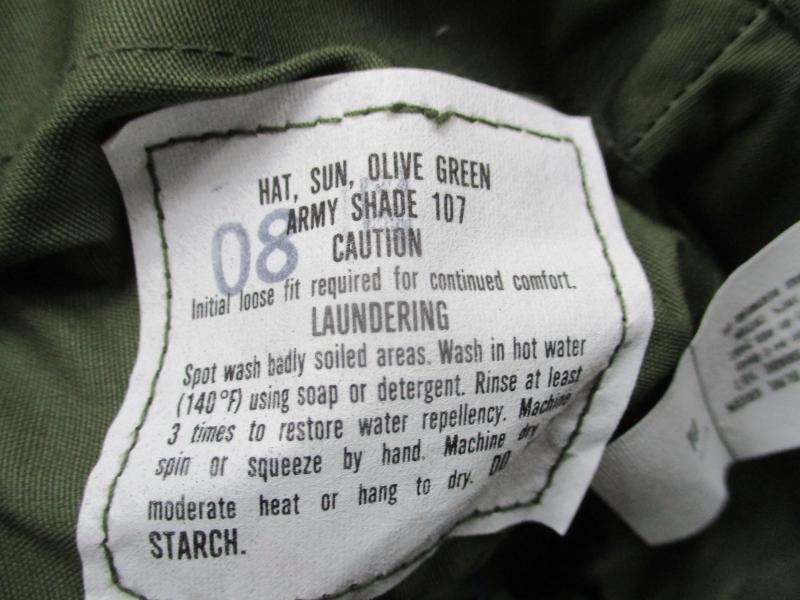 HAT, SUN, OLIVE GREEN
ARMY SHADE 107
08
CAUTION
Initial loose fit required for continued comfort.
LAUNDERING
Spot wash badly soiled areas. Wash in hot water
(140°F) using soap or detergent. Rinse at least
3 times to restore water repellency. Machine
spin or squeeze by hand. Machine dry
moderate heat or hang to dry. DO
STARCH.